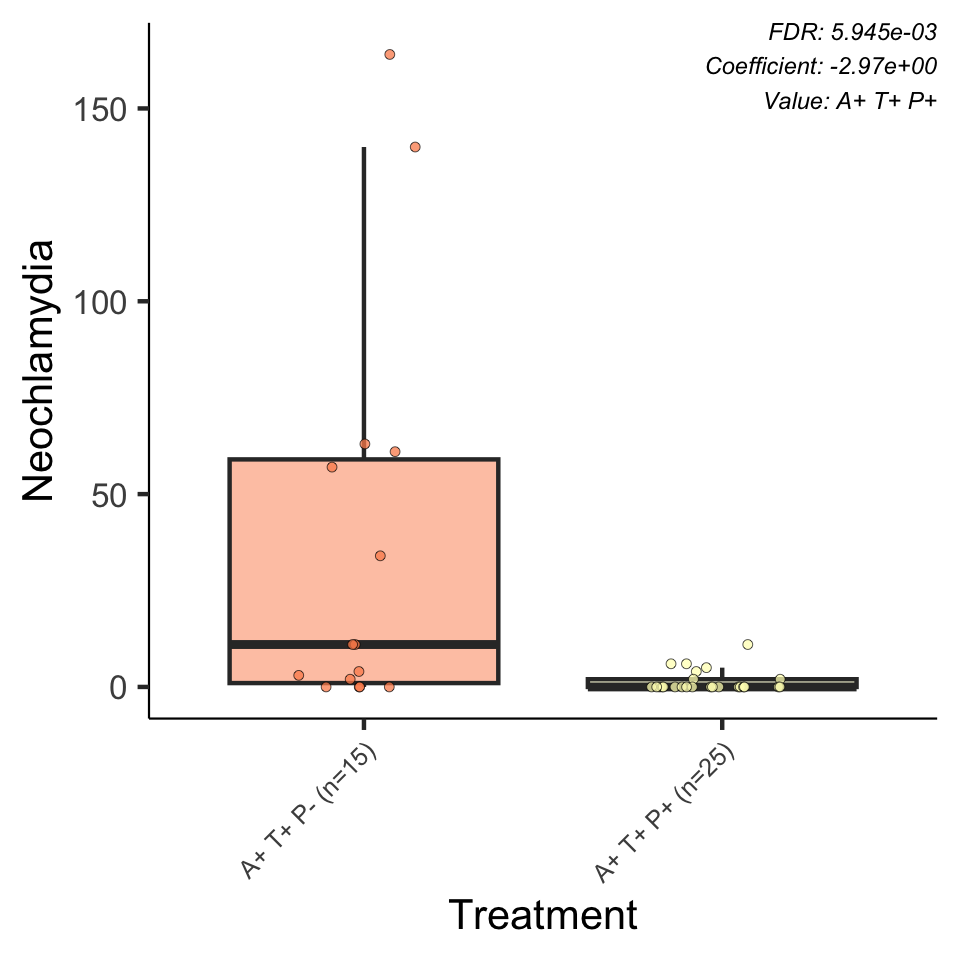 FDR: 5.945e-03
Coefficient: -2.97e+00
Value: A+ T+ P+
Neochlamydia
150
100
50
0
A+ T+ P- (n=15)
A+ T+ P+ (n=25)
Treatment